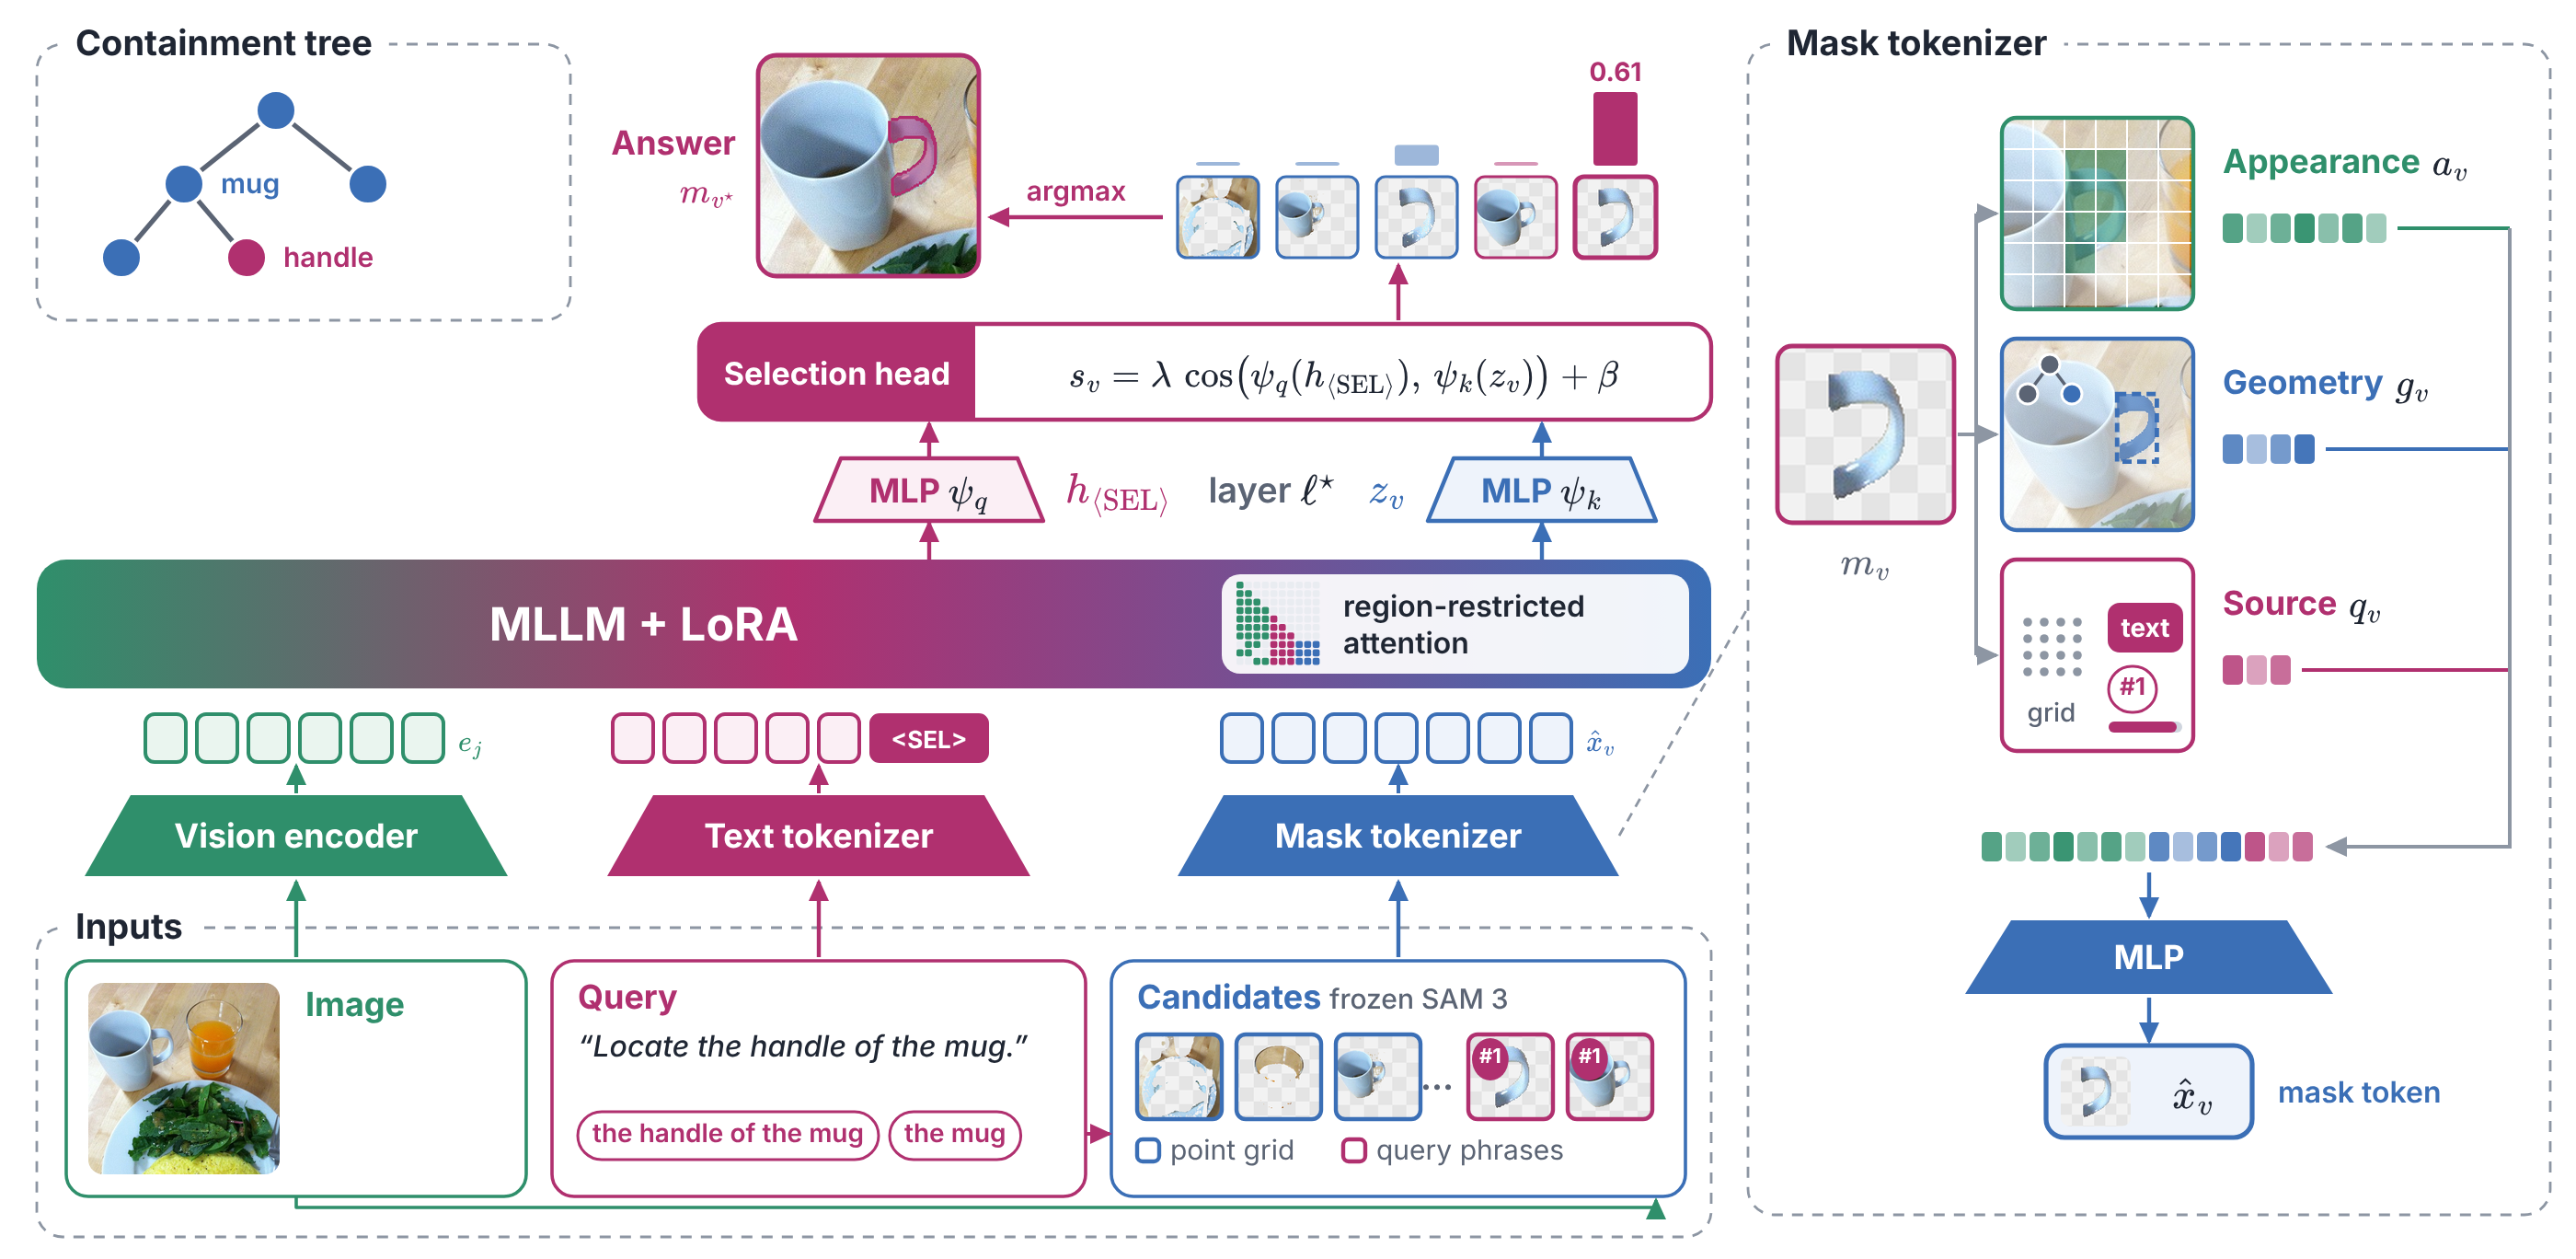 Containment tree
mug
handle
Answer
m_{v⋆}
argmax
0.61
Selection head
s_v = λ cos(ψ_q(h_{⟨SEL⟩}), ψ_k(z_v)) + β
MLP ψ_q
h_{⟨SEL⟩}
layer ℓ⋆
z_v
MLP ψ_k
MLLM + LoRA
region-restricted
attention
e_j
<SEL>
x̂_v
Vision encoder
Text tokenizer
Mask tokenizer
Inputs
Image
Query
“Locate the handle of the mug.”
the handle of the mug
the mug
Candidates frozen SAM 3
#1
#1
...
point grid
query phrases
Mask tokenizer
m_v
Appearance a_v
Geometry g_v
Source q_v
text
#1
grid
MLP
x̂_v
mask token